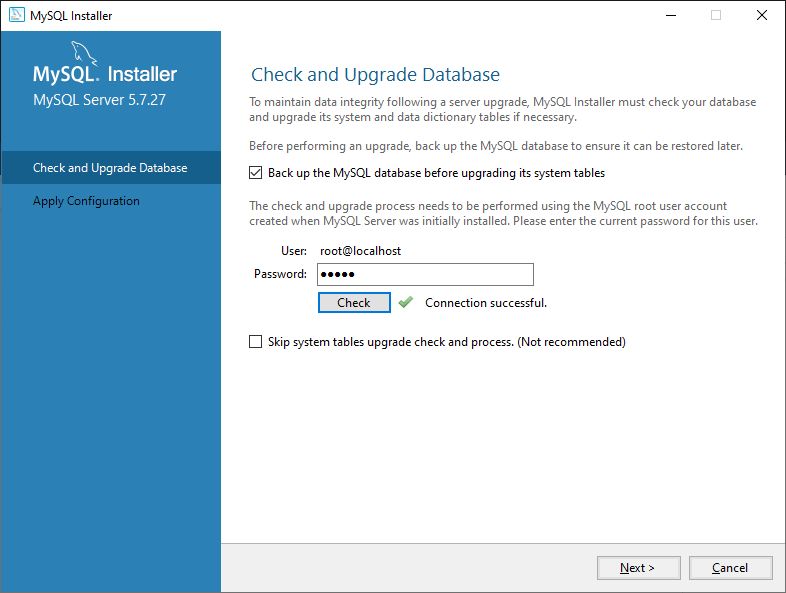 MySQL Installer
MySQL. Installer
MySQL Server 5.7.27
Check and Upgrade Database
Apply Configuration
Check and Upgrade Database
To maintain data integrity following a server upgrade, MySQL Installer must check your database
and upgrade its system and data dictionary tables if necessary.
Before performing an upgrade, back up the MySQL database to ensure it can be restored later.
Back up the MySQL database before upgrading its system tables
The check and upgrade process needs to be performed using the MySQL root user account
created when MySQL Server was initially installed. Please enter the current password for this user.
User: root@localhost
Password: ●●●●●
Check Connection successful.
Skip system tables upgrade check and process. (Not recommended)
Next > Cancel